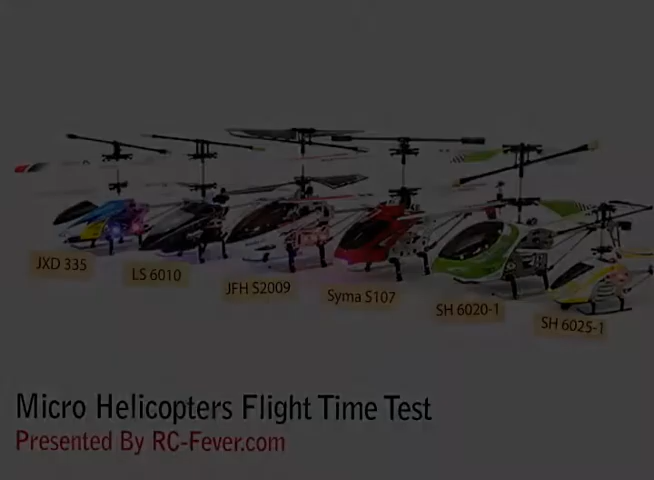 JXD 335
LS 6010
JFH S2009
Syma S107
SH 6020-1
SH 6025-1
Micro Helicopters Flight Time Test
Presented By RC-Fever.com